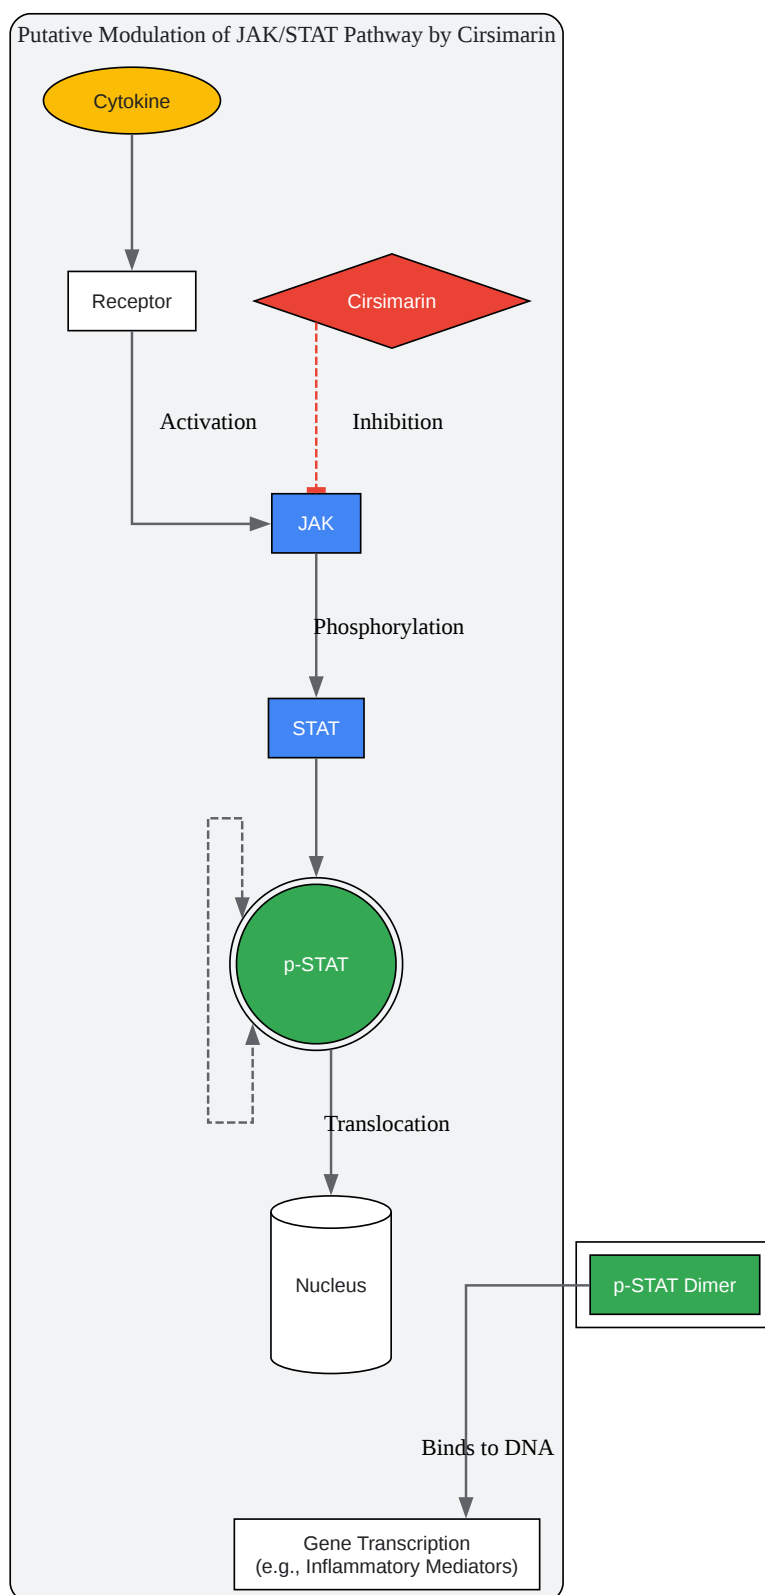 Putative Modulation of JAK/STAT Pathway by Cirsimarin
Cytokine
Receptor
Cirsimarin
Activation
Inhibition
JAK
Phosphorylation
STAT
p-STAT
Translocation
Nucleus
p-STAT Dimer
Binds to DNA
Gene Transcription
(e.g., Inflammatory Mediators)